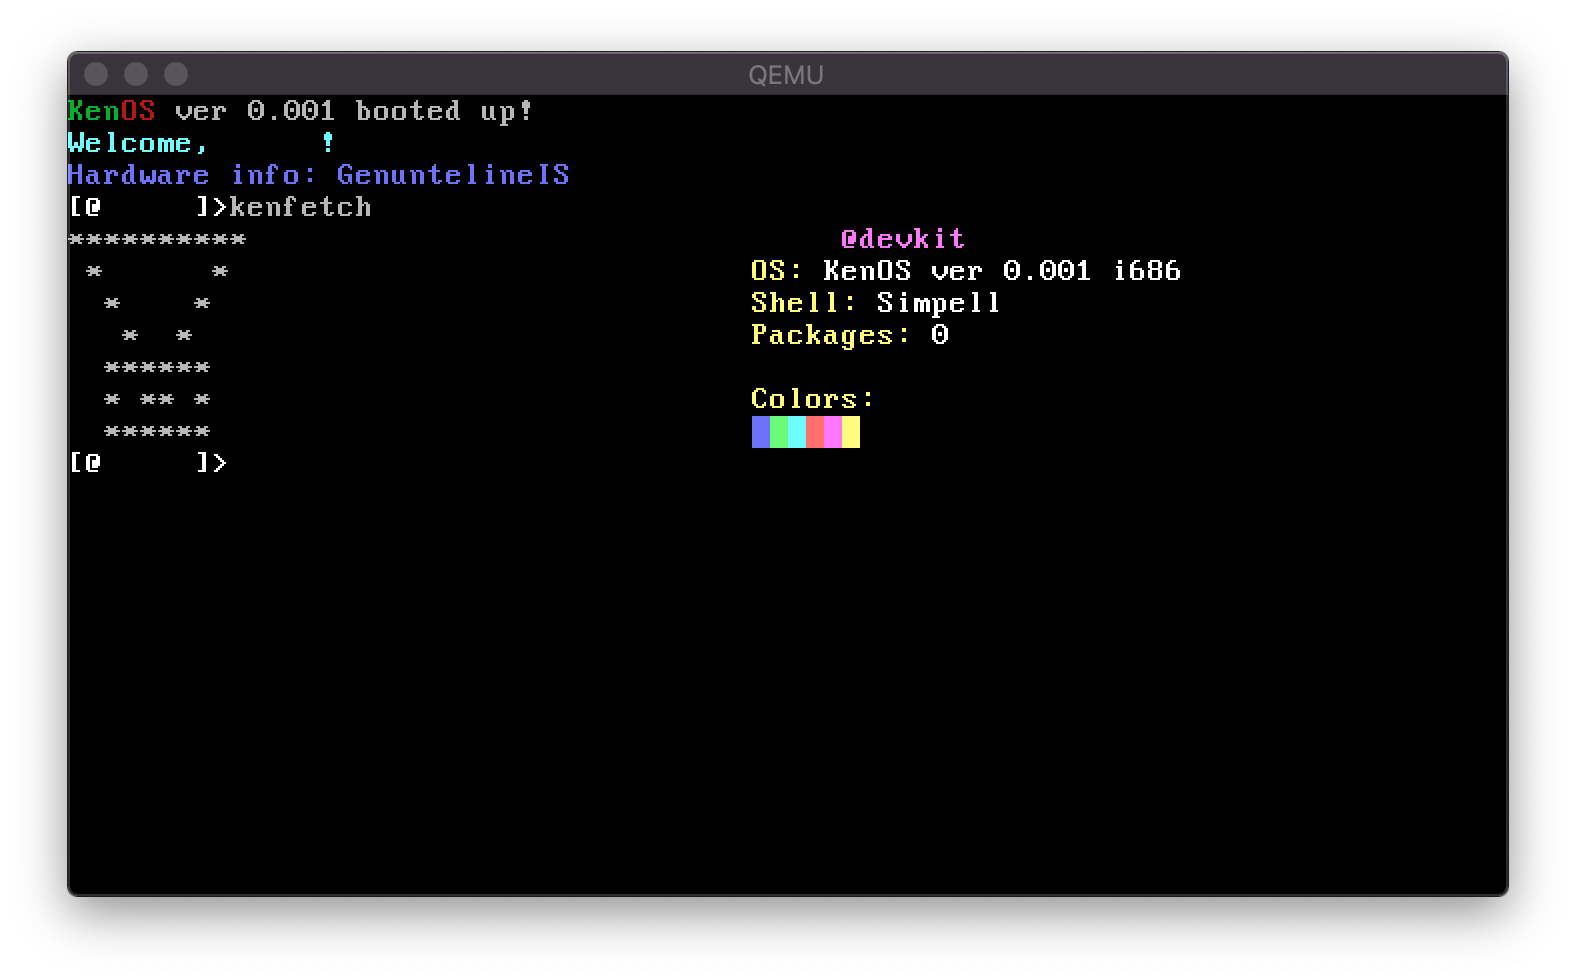 QEMU
KenOS ver 0.001 booted up!
Welcome,      !
Hardware info: GenuntelineIS
[@     ]>kenfetch
**********     @devkit
 *      *     OS: KenOS ver 0.001 i686
  *    *     Shell: Simpell
   *  *     Packages: 0
  ******
  * ** *     Colors:
  ******
[@     ]>